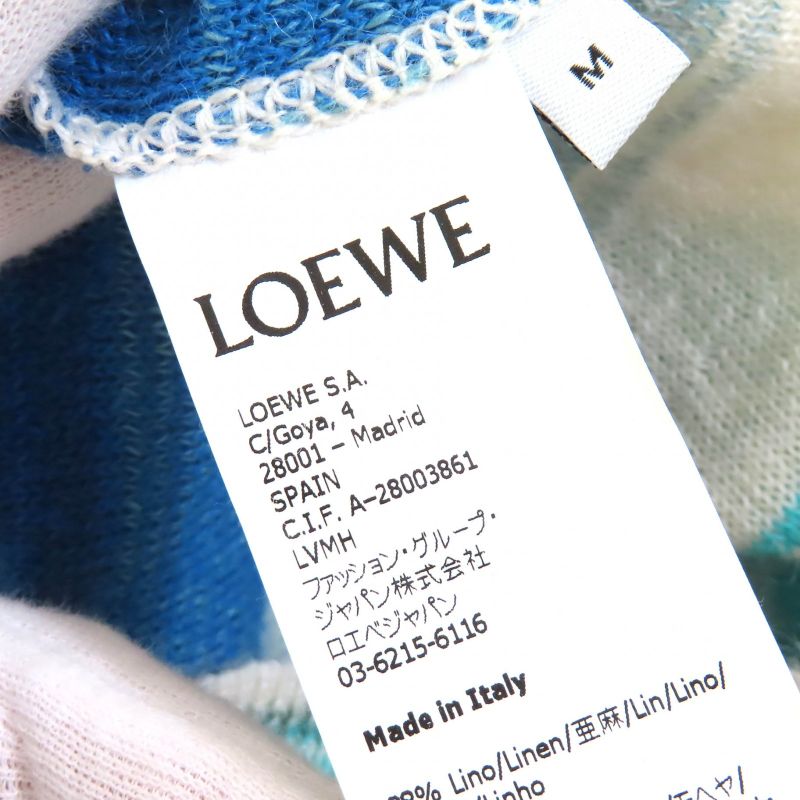 M
LOEWE
LOEWE S.A.
C/Goya, 4
28001 – Madrid
SPAIN
C.I.F. A-28003861
LVMH
ファッション・グループ・
ジャパン株式会社
ロエベジャパン
03-6215-6116
Made in Italy
Lino/Linen/亜麻/Lin/Lino/
/Linho